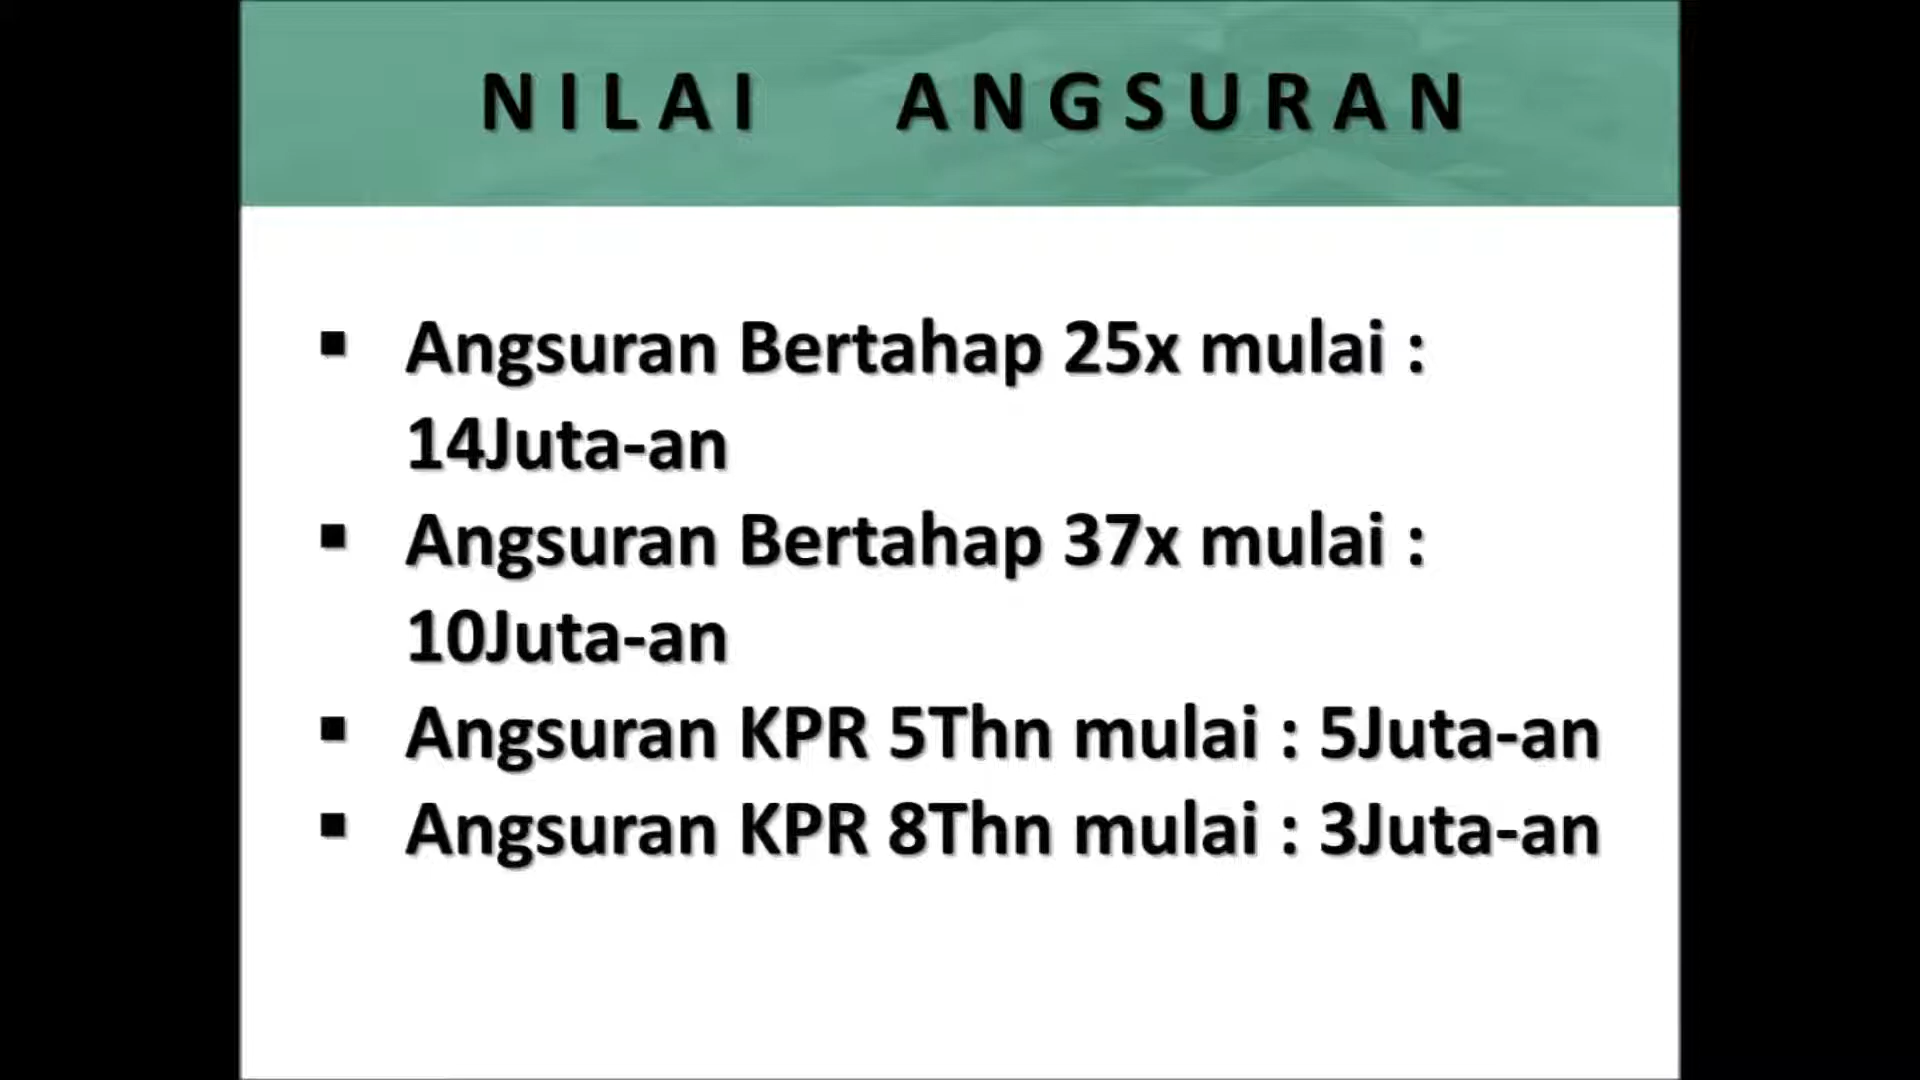 NILAI ANGSURAN
▪ Angsuran Bertahap 25x mulai :
14Juta-an
▪ Angsuran Bertahap 37x mulai :
10Juta-an
▪ Angsuran KPR 5Thn mulai : 5Juta-an
▪ Angsuran KPR 8Thn mulai : 3Juta-an